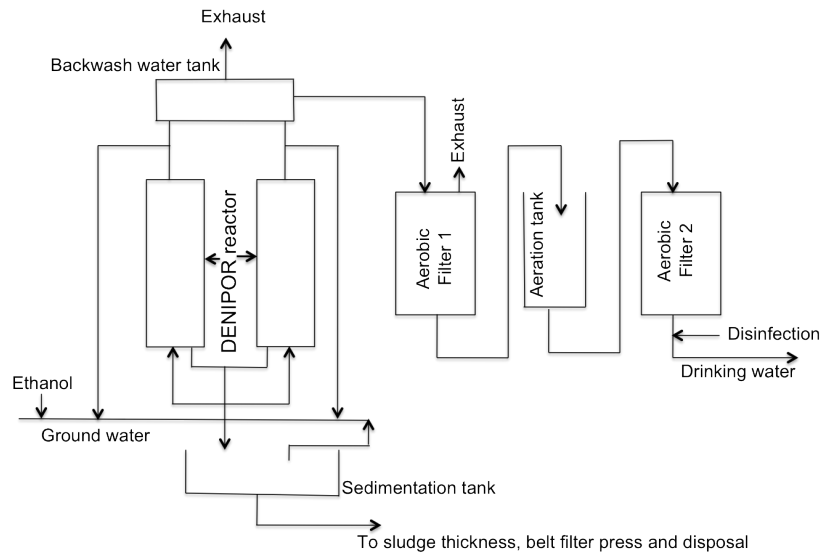 Exhaust
Backwash water tank
Exhaust
DENIPOR reactor
Aerobic
Filter 1
Aeration tank
Aerobic
Filter 2
Disinfection
Drinking water
Ethanol
Ground water
Sedimentation tank
To sludge thickness, belt filter press and disposal